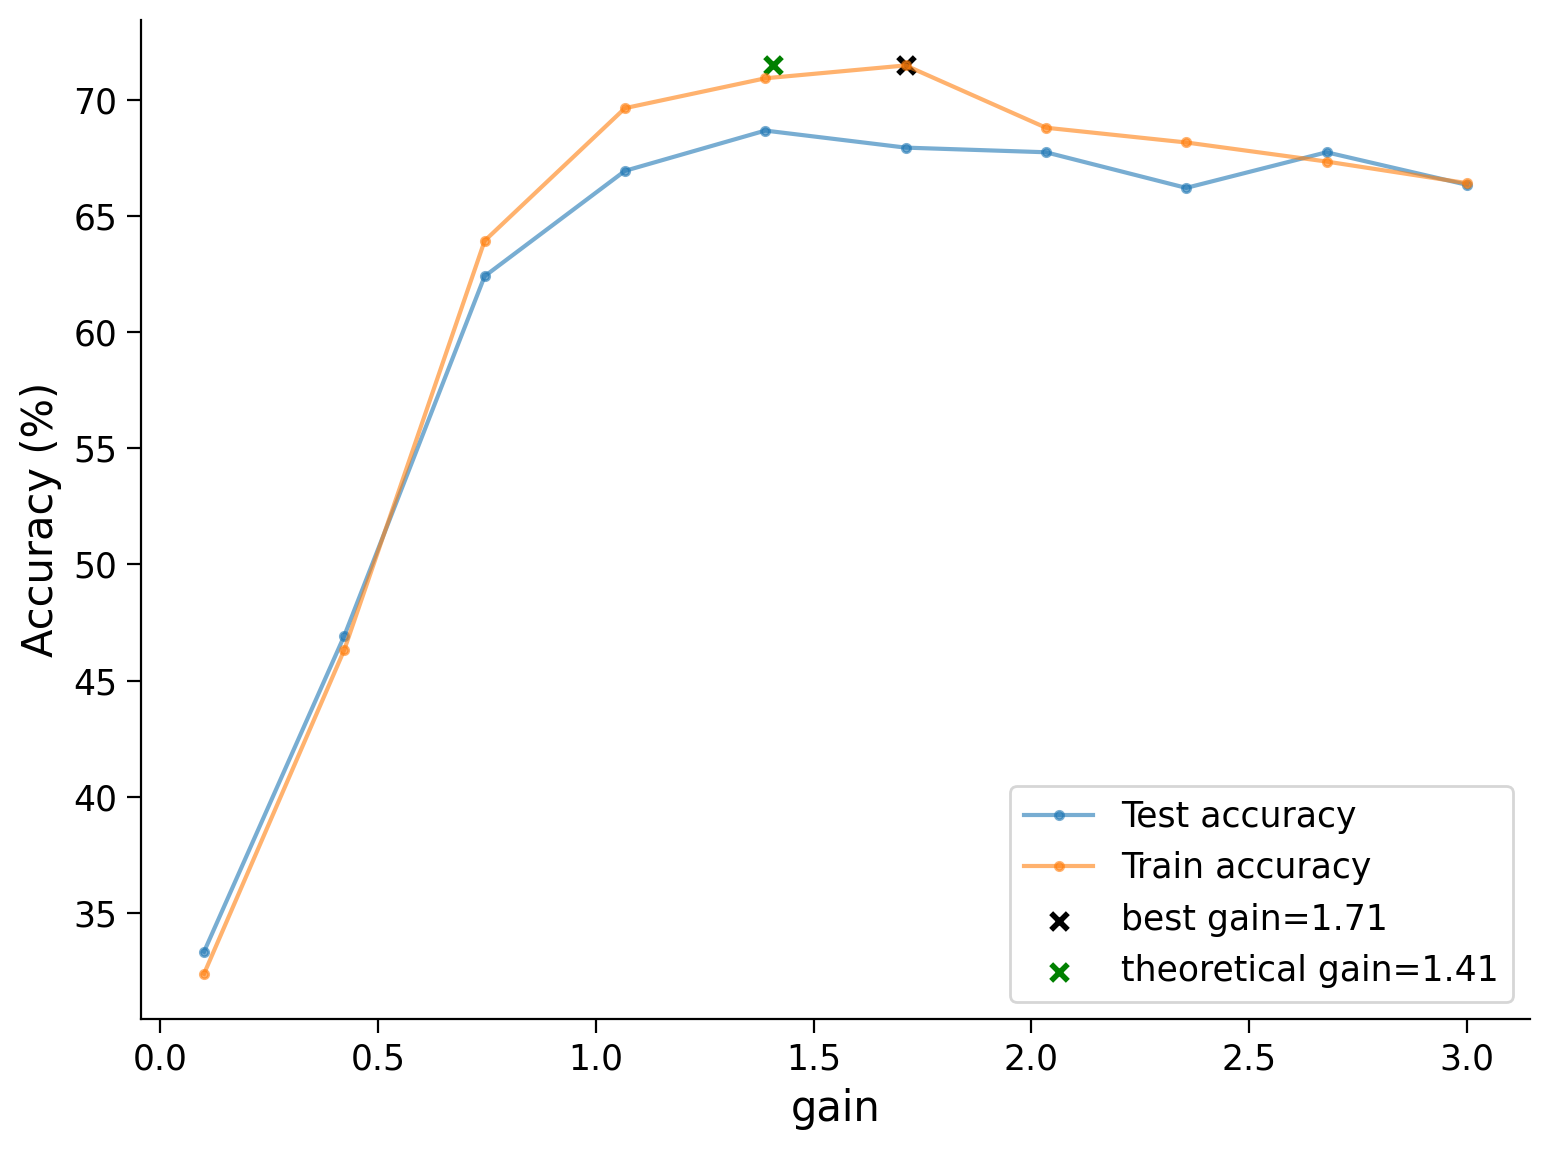 70
65
60
55
50
45
40
35
Accuracy (%)
0.0 0.5 1.0 1.5 2.0 2.5 3.0
gain
Test accuracy
Train accuracy
best gain=1.71
theoretical gain=1.41